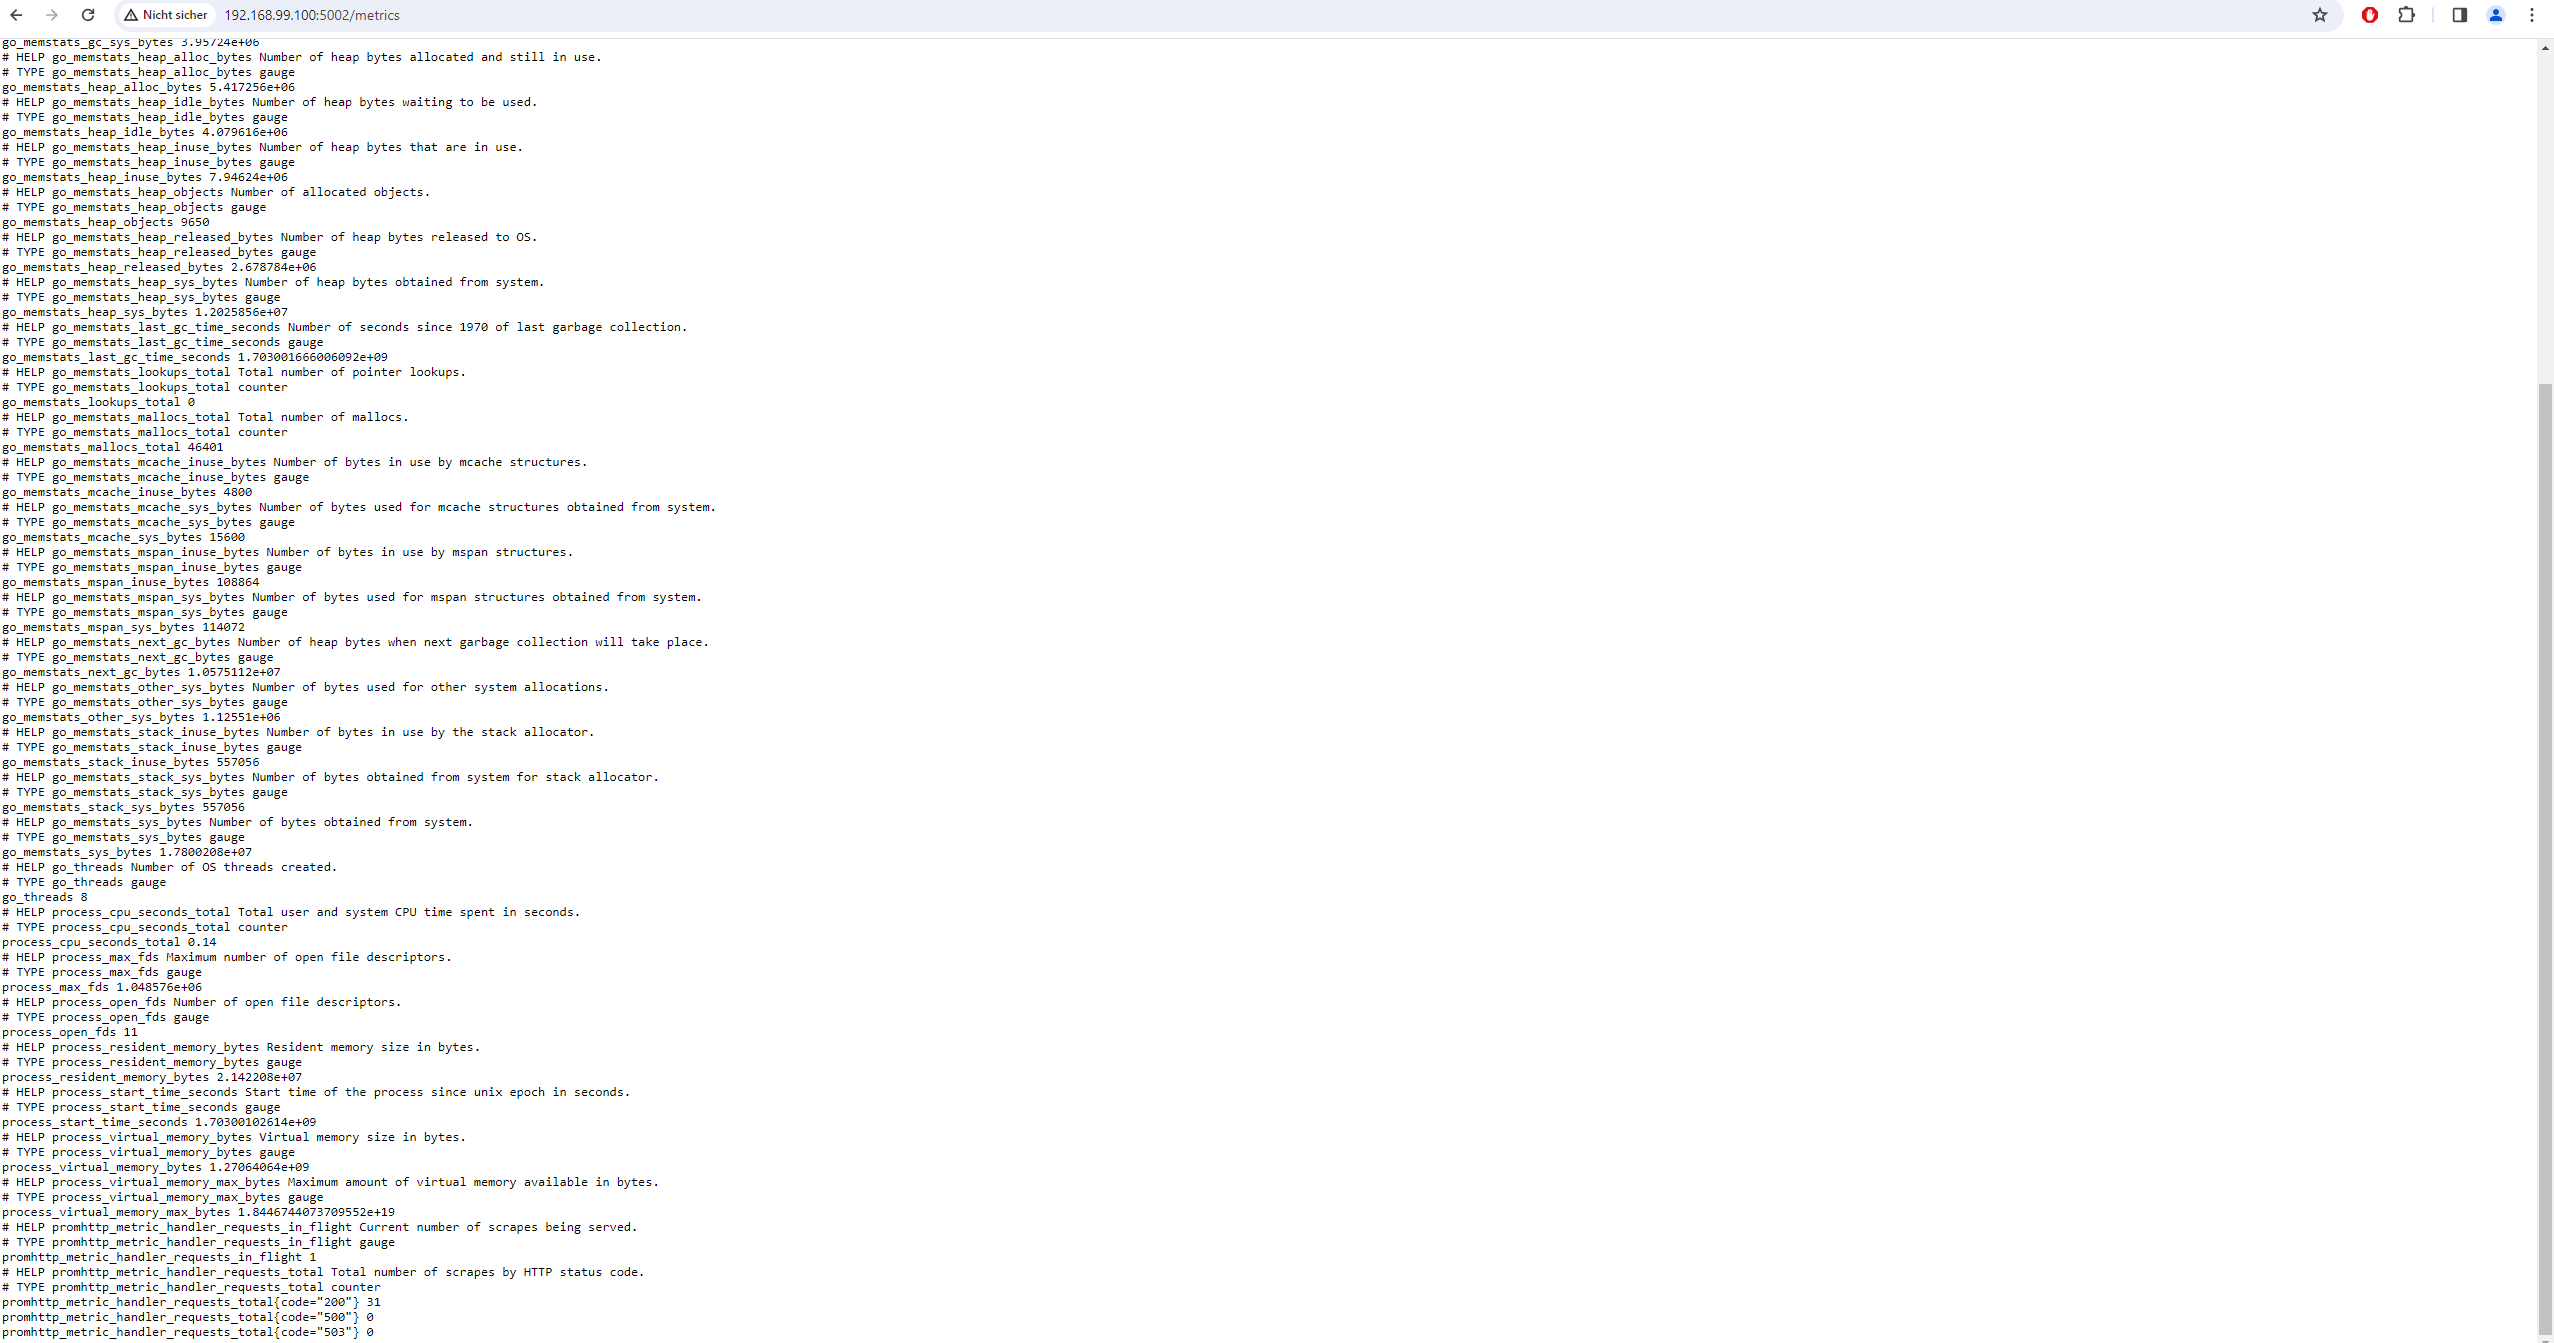 Nicht sicher 192.168.99.100:5002/metrics
go_memstats_gc_sys_bytes 3.95724e+06
# HELP go_memstats_heap_alloc_bytes Number of heap bytes allocated and still in use.
# TYPE go_memstats_heap_alloc_bytes gauge
go_memstats_heap_alloc_bytes 5.417256e+06
# HELP go_memstats_heap_idle_bytes Number of heap bytes waiting to be used.
# TYPE go_memstats_heap_idle_bytes gauge
go_memstats_heap_idle_bytes 4.079616e+06
# HELP go_memstats_heap_inuse_bytes Number of heap bytes that are in use.
# TYPE go_memstats_heap_inuse_bytes gauge
go_memstats_heap_inuse_bytes 7.94624e+06
# HELP go_memstats_heap_objects Number of allocated objects.
# TYPE go_memstats_heap_objects gauge
go_memstats_heap_objects 9650
# HELP go_memstats_heap_released_bytes Number of heap bytes released to OS.
# TYPE go_memstats_heap_released_bytes gauge
go_memstats_heap_released_bytes 2.678784e+06
# HELP go_memstats_heap_sys_bytes Number of heap bytes obtained from system.
# TYPE go_memstats_heap_sys_bytes gauge
go_memstats_heap_sys_bytes 1.2025856e+07
# HELP go_memstats_last_gc_time_seconds Number of seconds since 1970 of last garbage collection.
# TYPE go_memstats_last_gc_time_seconds gauge
go_memstats_last_gc_time_seconds 1.703001666006092e+09
# HELP go_memstats_lookups_total Total number of pointer lookups.
# TYPE go_memstats_lookups_total counter
go_memstats_lookups_total 0
# HELP go_memstats_mallocs_total Total number of mallocs.
# TYPE go_memstats_mallocs_total counter
go_memstats_mallocs_total 46401
# HELP go_memstats_mcache_inuse_bytes Number of bytes in use by mcache structures.
# TYPE go_memstats_mcache_inuse_bytes gauge
go_memstats_mcache_inuse_bytes 4800
# HELP go_memstats_mcache_sys_bytes Number of bytes used for mcache structures obtained from system.
# TYPE go_memstats_mcache_sys_bytes gauge
go_memstats_mcache_sys_bytes 15600
# HELP go_memstats_mspan_inuse_bytes Number of bytes in use by mspan structures.
# TYPE go_memstats_mspan_inuse_bytes gauge
go_memstats_mspan_inuse_bytes 108864
# HELP go_memstats_mspan_sys_bytes Number of bytes used for mspan structures obtained from system.
# TYPE go_memstats_mspan_sys_bytes gauge
go_memstats_mspan_sys_bytes 114072
# HELP go_memstats_next_gc_bytes Number of heap bytes when next garbage collection will take place.
# TYPE go_memstats_next_gc_bytes gauge
go_memstats_next_gc_bytes 1.0575112e+07
# HELP go_memstats_other_sys_bytes Number of bytes used for other system allocations.
# TYPE go_memstats_other_sys_bytes gauge
go_memstats_other_sys_bytes 1.12551e+06
# HELP go_memstats_stack_inuse_bytes Number of bytes in use by the stack allocator.
# TYPE go_memstats_stack_inuse_bytes gauge
go_memstats_stack_inuse_bytes 557056
# HELP go_memstats_stack_sys_bytes Number of bytes obtained from system for stack allocator.
# TYPE go_memstats_stack_sys_bytes gauge
go_memstats_stack_sys_bytes 557056
# HELP go_memstats_sys_bytes Number of bytes obtained from system.
# TYPE go_memstats_sys_bytes gauge
go_memstats_sys_bytes 1.7800208e+07
# HELP go_threads Number of OS threads created.
# TYPE go_threads gauge
go_threads 8
# HELP process_cpu_seconds_total Total user and system CPU time spent in seconds.
# TYPE process_cpu_seconds_total counter
process_cpu_seconds_total 0.14
# HELP process_max_fds Maximum number of open file descriptors.
# TYPE process_max_fds gauge
process_max_fds 1.048576e+06
# HELP process_open_fds Number of open file descriptors.
# TYPE process_open_fds gauge
process_open_fds 11
# HELP process_resident_memory_bytes Resident memory size in bytes.
# TYPE process_resident_memory_bytes gauge
process_resident_memory_bytes 2.142208e+07
# HELP process_start_time_seconds Start time of the process since unix epoch in seconds.
# TYPE process_start_time_seconds gauge
process_start_time_seconds 1.70300102614e+09
# HELP process_virtual_memory_bytes Virtual memory size in bytes.
# TYPE process_virtual_memory_bytes gauge
process_virtual_memory_bytes 1.27064064e+09
# HELP process_virtual_memory_max_bytes Maximum amount of virtual memory available in bytes.
# TYPE process_virtual_memory_max_bytes gauge
process_virtual_memory_max_bytes 1.8446744073709552e+19
# HELP promhttp_metric_handler_requests_in_flight Current number of scrapes being served.
# TYPE promhttp_metric_handler_requests_in_flight gauge
promhttp_metric_handler_requests_in_flight 1
# HELP promhttp_metric_handler_requests_total Total number of scrapes by HTTP status code.
# TYPE promhttp_metric_handler_requests_total counter
promhttp_metric_handler_requests_total{code="200"} 31
promhttp_metric_handler_requests_total{code="500"} 0
promhttp_metric_handler_requests_total{code="503"} 0